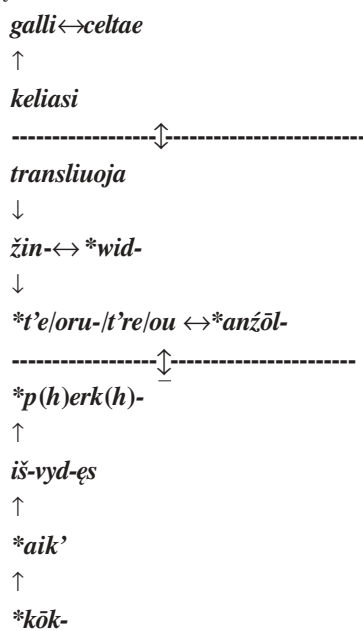 galli↔celtae
↑
keliasi
------------------↕-------------------------
transliuoja
↓
žin-↔ *wid-
↓
*t'e/oru-/t're/ou ↔*anźōl-
------------------↕-----------------------
*p(h)erk(h)-
↑
iš-vyd-ęs
↑
*aik’
↑
*kōk-